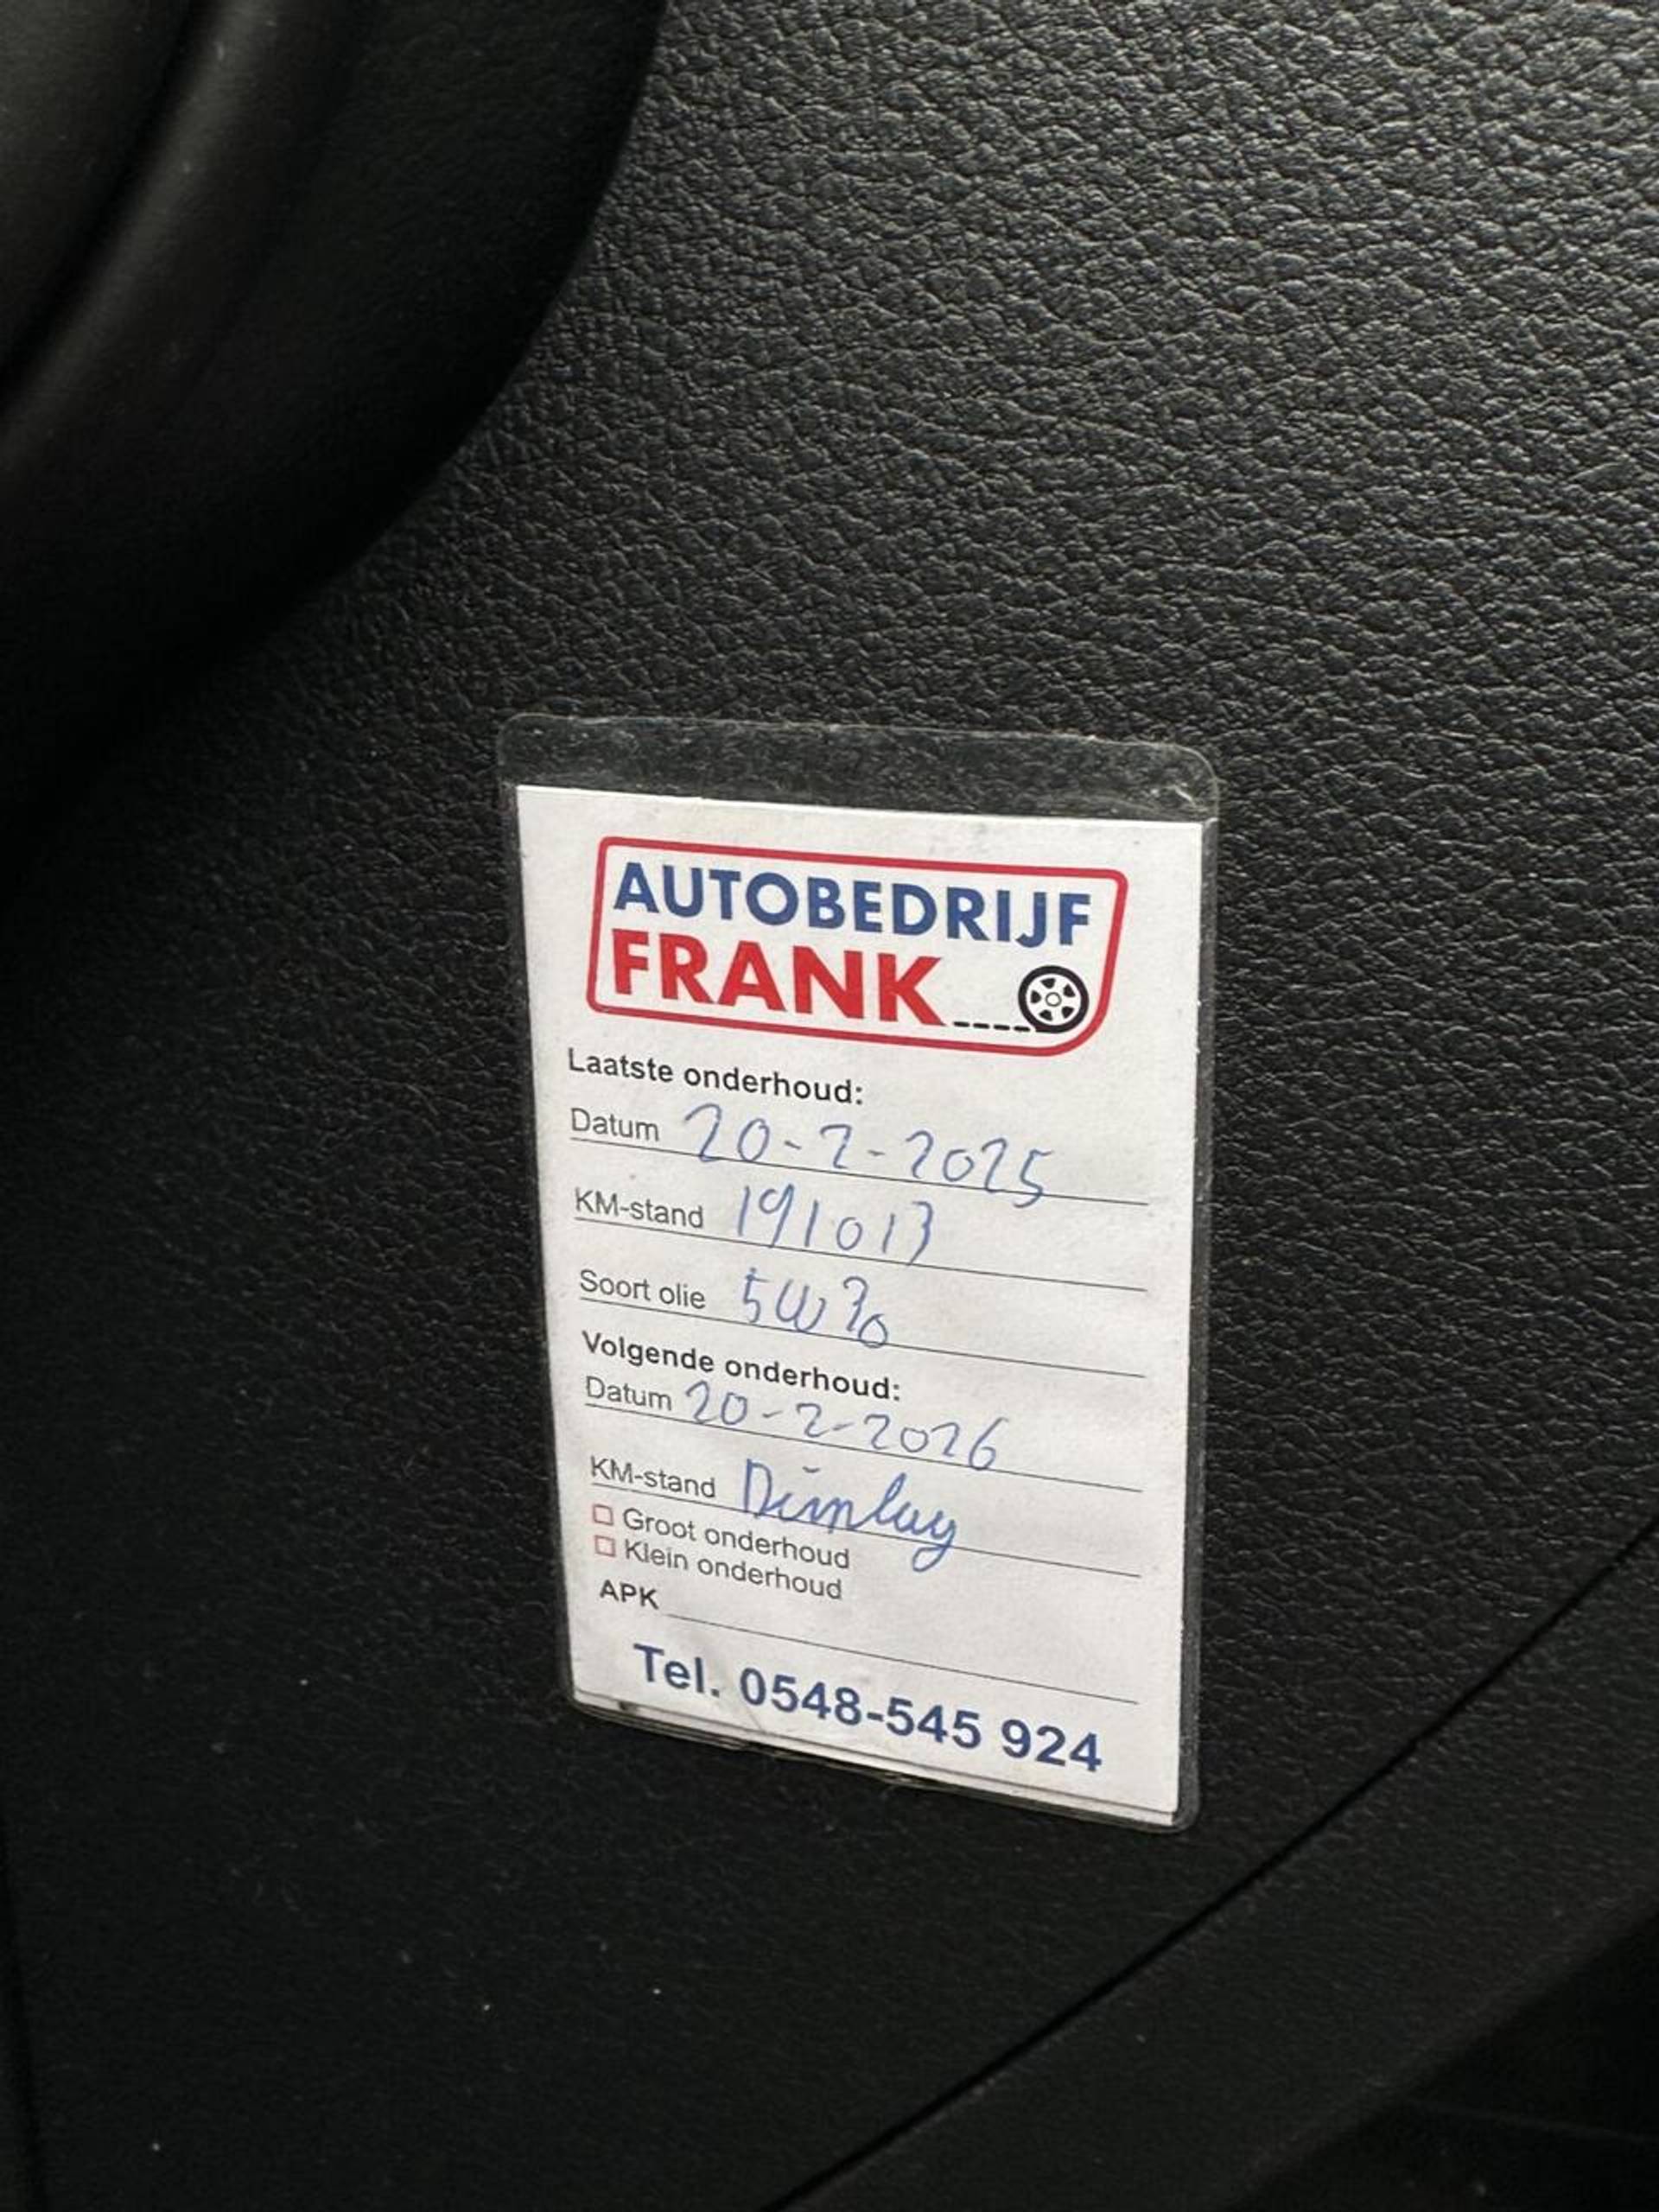 AUTOBEDRIJF
FRANK
Laatste onderhoud:
Datum 20-2-2025
KM-stand 191013
Soort olie 5W30
Volgende onderhoud:
Datum 20-2-2026
KM-stand Display
Groot onderhoud
Klein onderhoud
APK
Tel. 0548-545 924